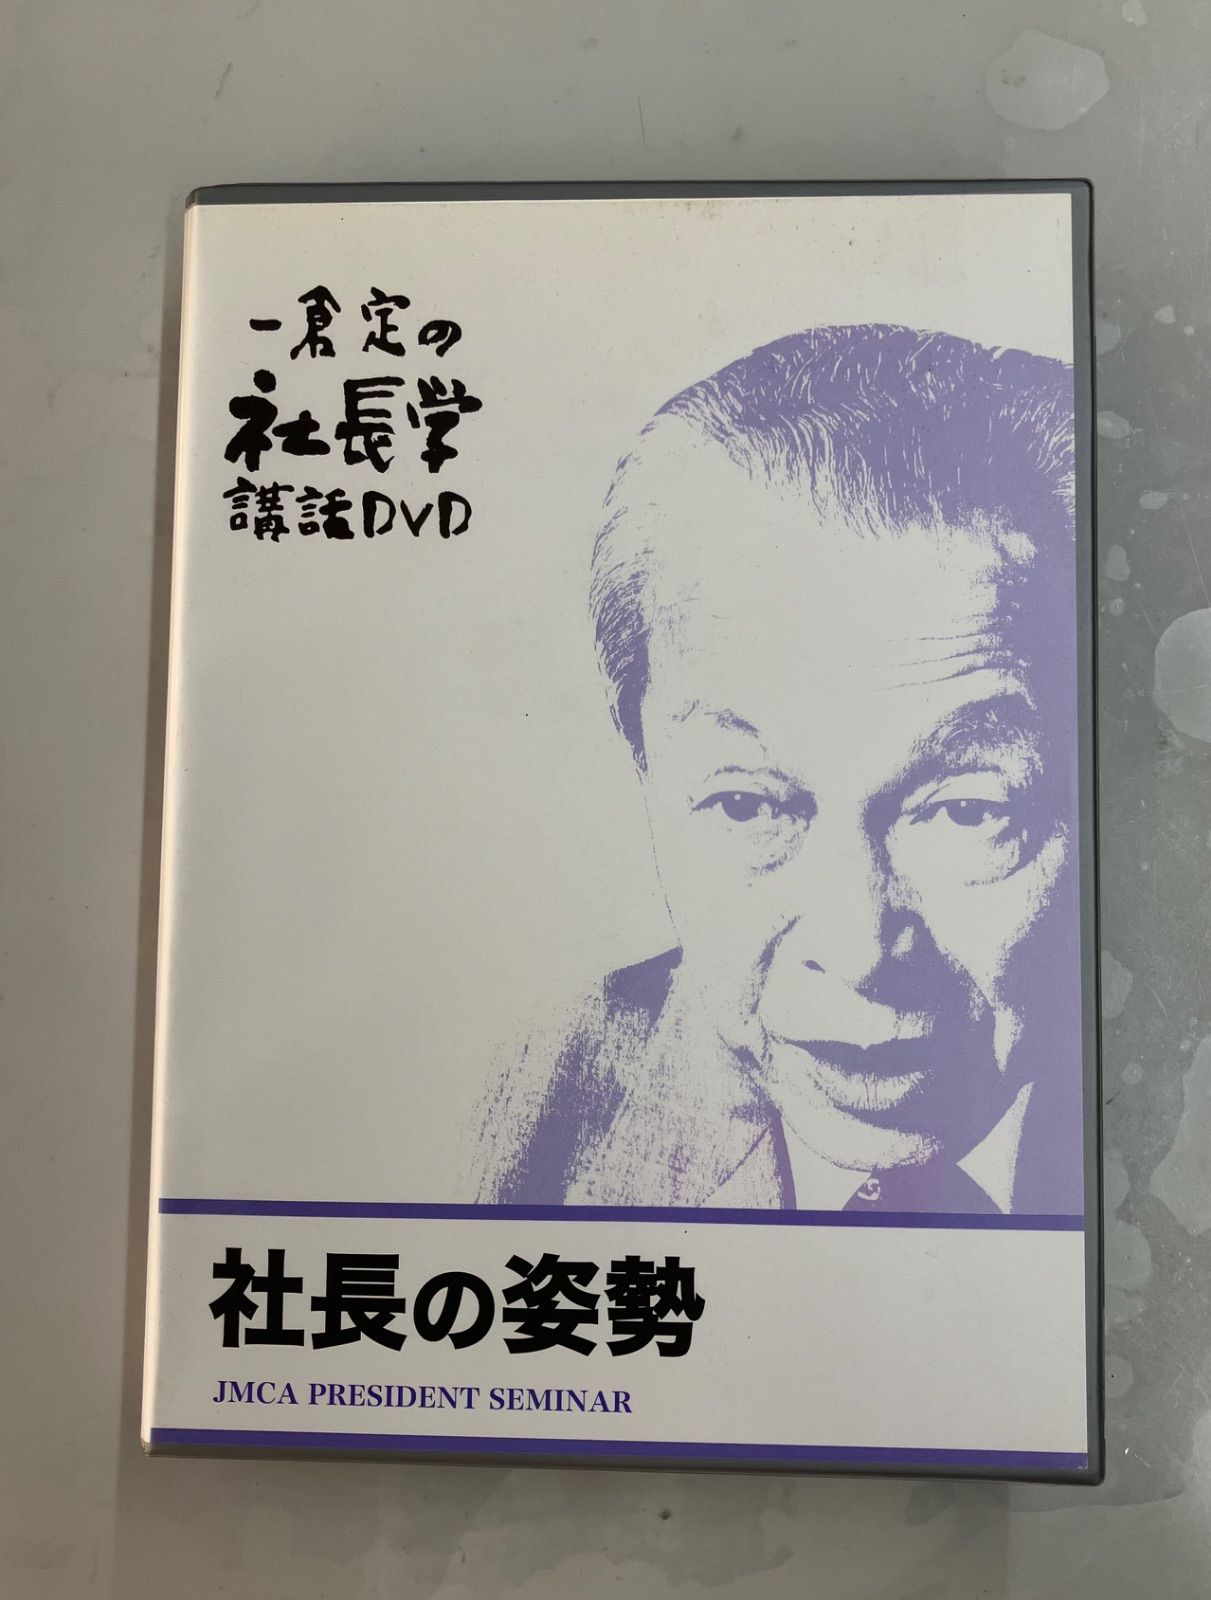 一倉定の
社長学
講話DVD
社長の姿勢
JMCA PRESIDENT SEMINAR